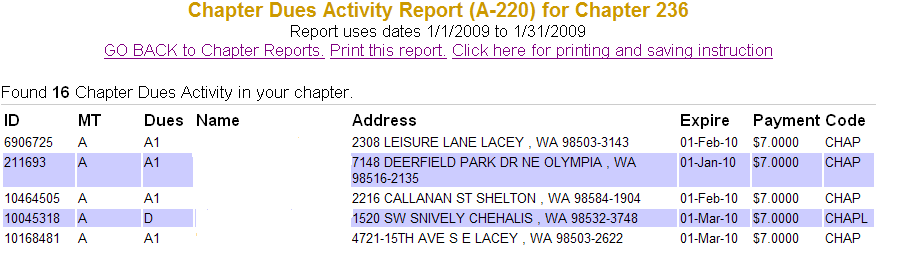 Chapter Dues Activity Report (A-220) for Chapter 236
Report uses dates 1/1/2009 to 1/31/2009
GO BACK to Chapter Reports. Print this report. Click here for printing and saving instruction
Found 16 Chapter Dues Activity in your chapter.
ID MT Dues Name Address Expire Payment Code
6906725 A A1 2308 LEISURE LANE LACEY , WA 98503-3143 01-Feb-10 $7.0000 CHAP
211693 A A1 7148 DEERFIELD PARK DR NE OLYMPIA , WA 01-Jan-10 $7.0000 CHAP
98516-2135
10464505 A A1 2216 CALLANAN ST SHELTON , WA 98584-1904 01-Feb-10 $7.0000 CHAP
10045318 A D 1520 SW SNIVELY CHEHALIS , WA 98532-3748 01-Mar-10 $7.0000 CHAPL
10168481 A A1 4721-15TH AVE S E LACEY , WA 98503-2622 01-Mar-10 $7.0000 CHAP